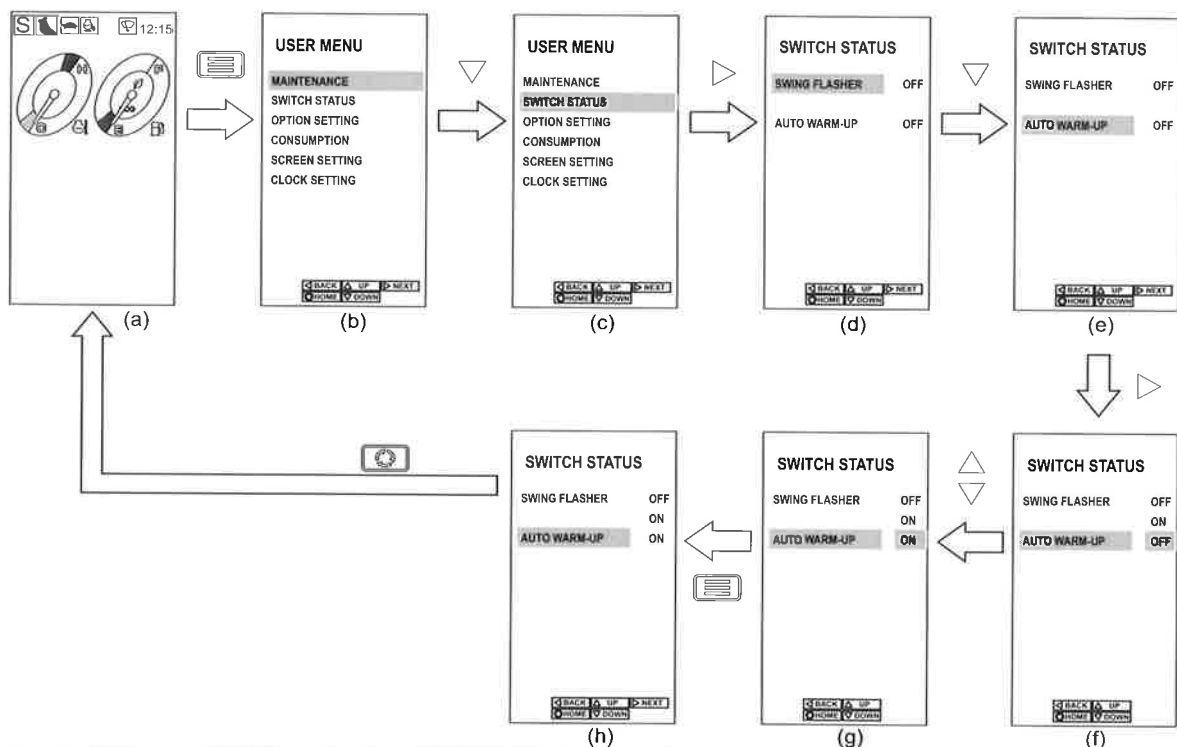 S 12:15
(a)
USER MENU
MAINTENANCE
SWITCH STATUS
OPTION SETTING
CONSUMPTION
SCREEN SETTING
CLOCK SETTING
BACK UP NEXT
HOME DOWN
(b)
USER MENU
MAINTENANCE
SWITCH STATUS
OPTION SETTING
CONSUMPTION
SCREEN SETTING
CLOCK SETTING
BACK UP NEXT
HOME DOWN
(c)
SWITCH STATUS
SWING FLASHER OFF
AUTO WARM-UP OFF
BACK UP NEXT
HOME DOWN
(d)
SWITCH STATUS
SWING FLASHER OFF
AUTO WARM-UP OFF
BACK UP NEXT
HOME DOWN
(e)
SWITCH STATUS
SWING FLASHER OFF
ON
AUTO WARM-UP ON
BACK UP NEXT
HOME DOWN
(h)
SWITCH STATUS
SWING FLASHER OFF
ON
AUTO WARM-UP ON
BACK UP
HOME DOWN
(g)
SWITCH STATUS
SWING FLASHER OFF
ON
AUTO WARM-UP OFF
BACK UP
HOME DOWN
(f)